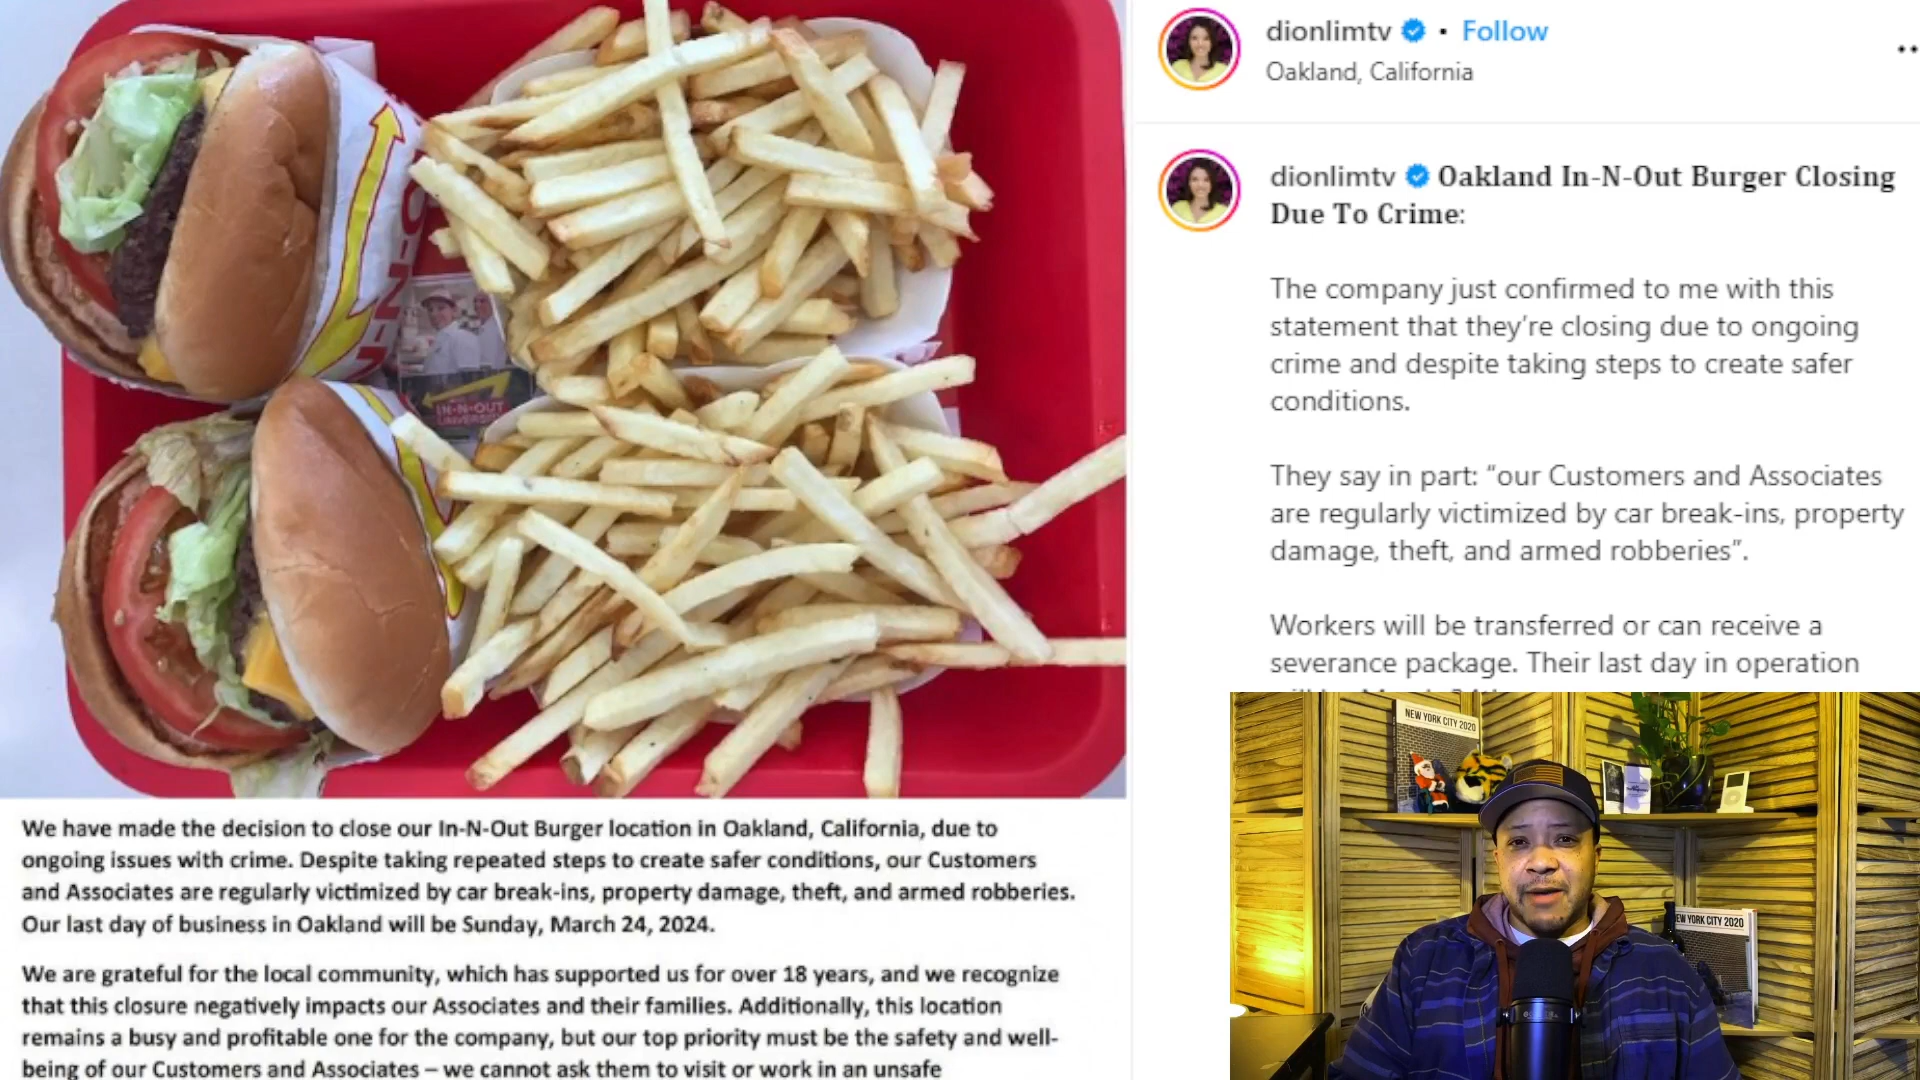 IN-N-OUT
UNIVERSITY
We have made the decision to close our In-N-Out Burger location in Oakland, California, due to
ongoing issues with crime. Despite taking repeated steps to create safer conditions, our Customers
and Associates are regularly victimized by car break-ins, property damage, theft, and armed robberies.
Our last day of business in Oakland will be Sunday, March 24, 2024.
We are grateful for the local community, which has supported us for over 18 years, and we recognize
that this closure negatively impacts our Associates and their families. Additionally, this location
remains a busy and profitable one for the company, but our top priority must be the safety and well-
being of our Customers and Associates – we cannot ask them to visit or work in an unsafe
dionlimtv • Follow
Oakland, California
dionlimtv Oakland In-N-Out Burger Closing
Due To Crime:
The company just confirmed to me with this
statement that they’re closing due to ongoing
crime and despite taking steps to create safer
conditions.
They say in part: “our Customers and Associates
are regularly victimized by car break-ins, property
damage, theft, and armed robberies”.
Workers will be transferred or can receive a
severance package. Their last day in operation
NEW YORK CITY 2020
NEW YORK CITY 2020